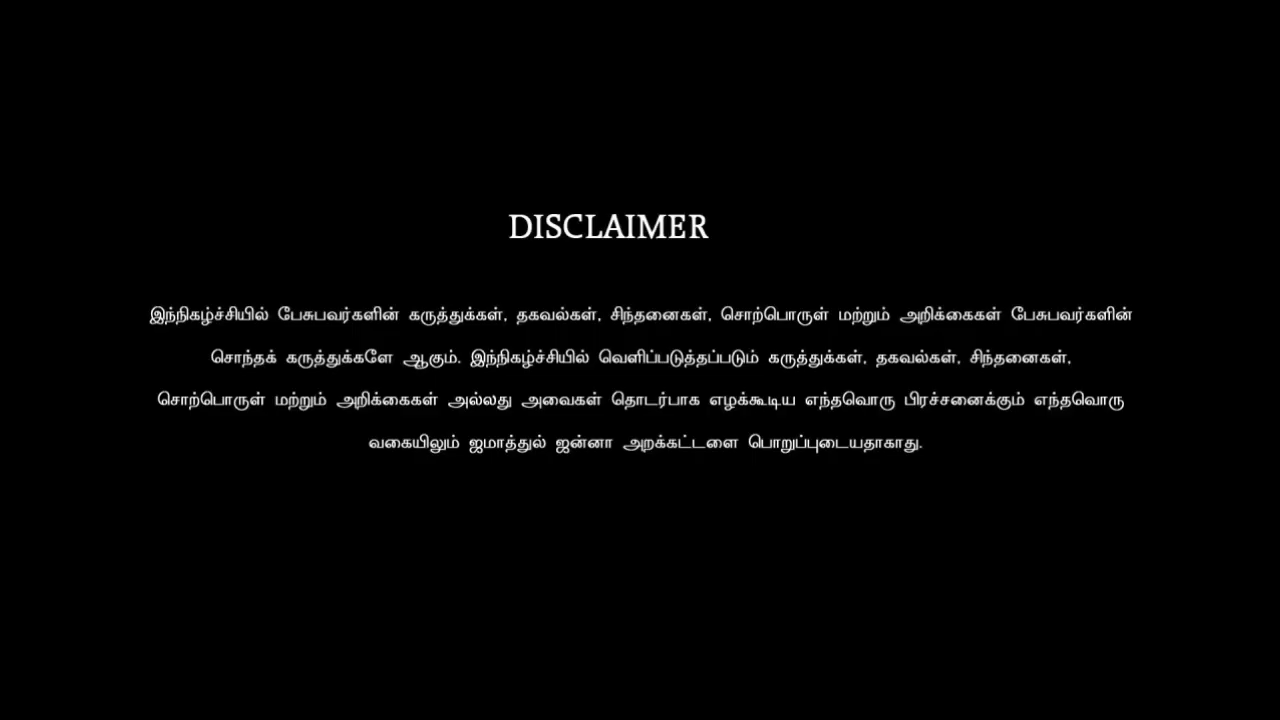 DISCLAIMER
இந்நிகழ்ச்சியில் பேசுபவர்களின் கருத்துக்கள், தகவல்கள், சிந்தனைகள், சொற்பொருள் மற்றும் அறிக்கைகள் பேசுபவர்களின்
சொந்தக் கருத்துக்களே ஆகும். இந்நிகழ்ச்சியில் வெளிப்படுத்தப்படும் கருத்துக்கள், தகவல்கள், சிந்தனைகள்,
சொற்பொருள் மற்றும் அறிக்கைகள் அல்லது அவைகள் தொடர்பாக எழக்கூடிய எந்தவொரு பிரச்சனைக்கும் எந்தவொரு
வகையிலும் ஜமாத்துல் ஜன்னா அறக்கட்டளை பொறுப்புடையதாகாது.